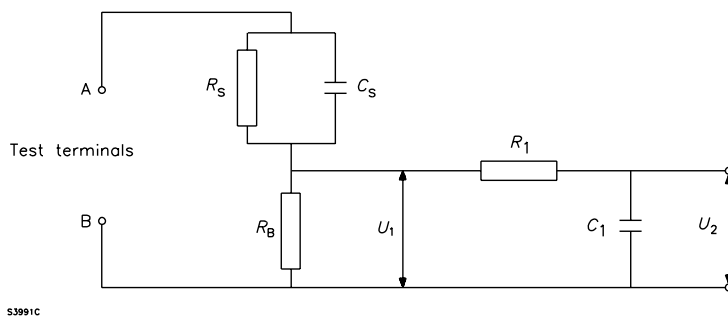 A
R_S
C_S
Test terminals
R_1
B
R_B
U_1
C_1
U_2
S3991C